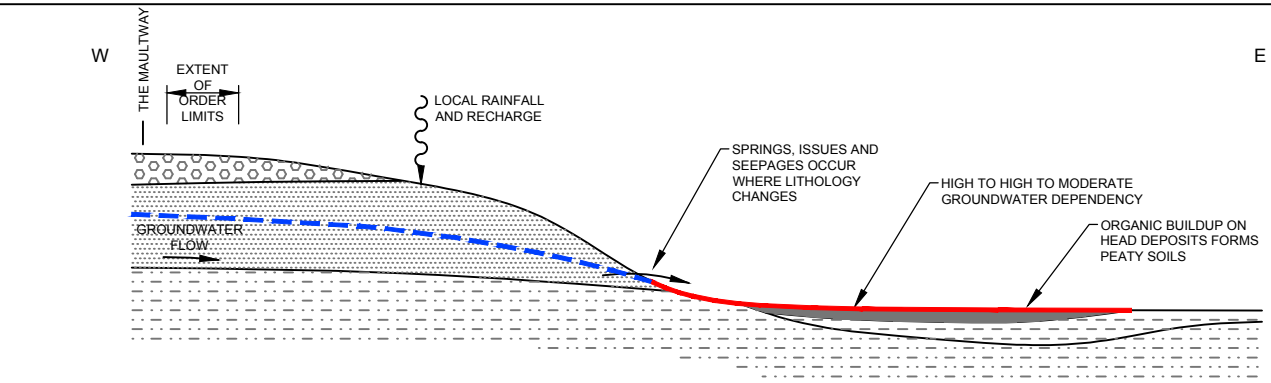 W
THE MAULTWAY
EXTENT
OF
ORDER
LIMITS
E
LOCAL RAINFALL
AND RECHARGE
SPRINGS, ISSUES AND
SEEPAGES OCCUR
WHERE LITHOLOGY
CHANGES
HIGH TO HIGH TO MODERATE
GROUNDWATER DEPENDENCY
ORGANIC BUILDUP ON
HEAD DEPOSITS FORMS
PEATY SOILS
GROUNDWATER
FLOW